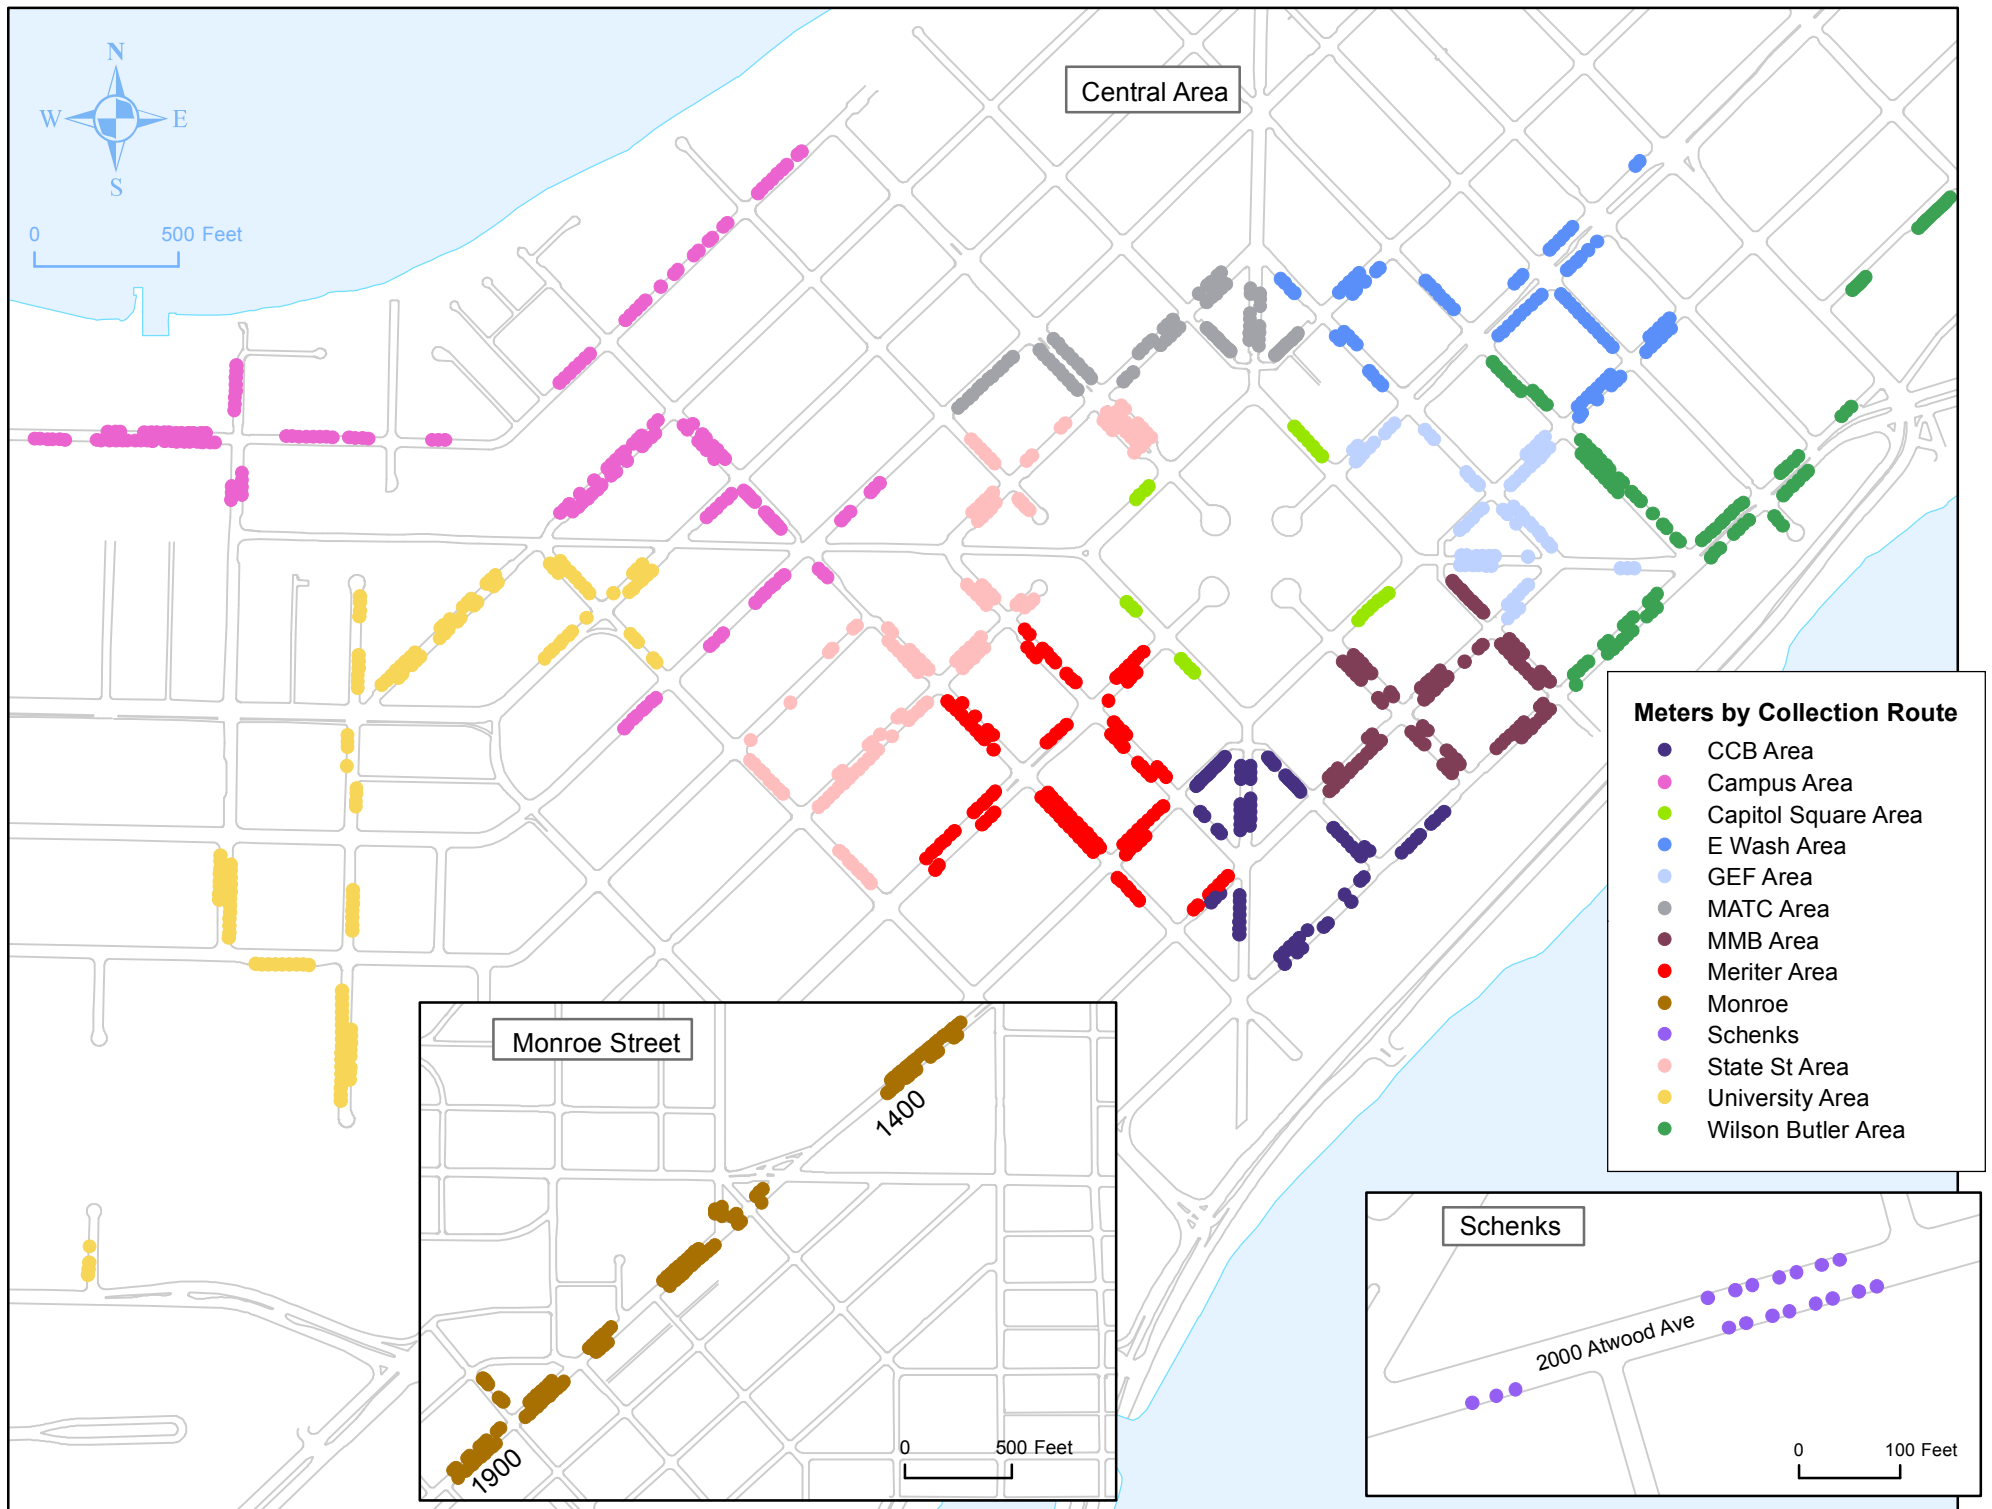 Central Area
N
W E
S
0 500 Feet
Meters by Collection Route
CCB Area
Campus Area
Capitol Square Area
E Wash Area
GEF Area
MATC Area
MMB Area
Meriter Area
Monroe
Schenks
State St Area
University Area
Wilson Butler Area
Monroe Street
1400
1900
0 500 Feet
Schenks
2000 Atwood Ave
0 100 Feet